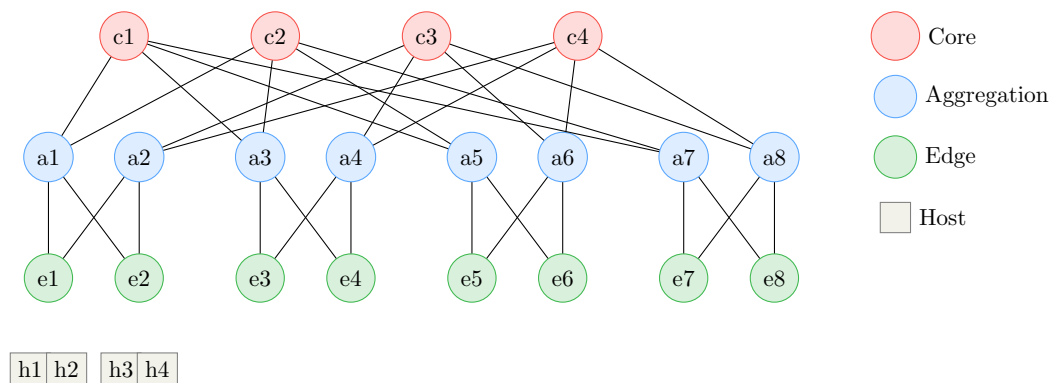 c1 c2 c3 c4
Core
a1 a2 a3 a4 a5 a6 a7 a8
Aggregation
Edge
Host
e1 e2 e3 e4 e5 e6 e7 e8
h1 h2 h3 h4